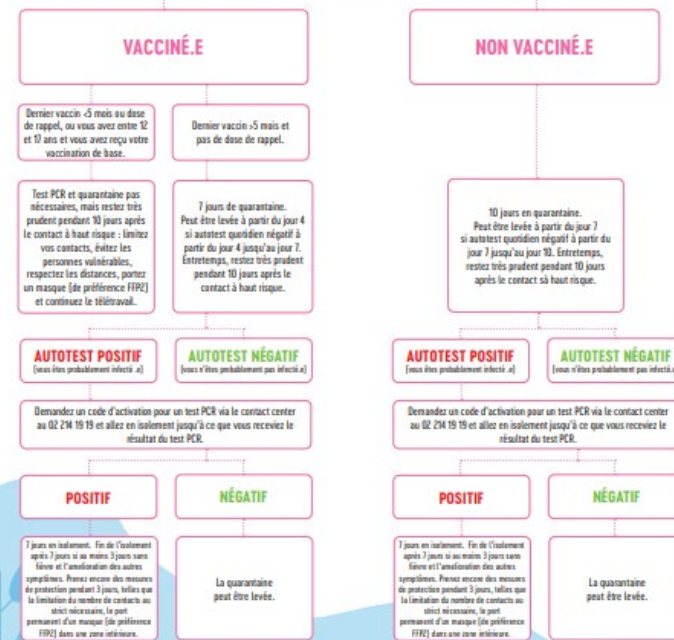 VACCINÉ.E
NON VACCINÉ.E
Dernier vaccin <5 mois ou dose
de rappel, ou vous avez entre 12
et 17 ans et vous avez reçu votre
vaccination de base.
Dernier vaccin >5 mois et
pas de dose de rappel.
Test PCR et quarantaine pas
nécessaires, mais restez très
prudent pendant 10 jours après
le contact à haut risque : limitez
vos contacts, évitez les
personnes vulnérables,
respectez les distances, portez
un masque (de préférence FFP2)
et continuez le télétravail.
7 jours de quarantaine.
Peut être levée à partir du jour 4
si autotest quotidien négatif à
partir du jour 4 jusqu'au jour 7.
Entretemps, restez très prudent
pendant 10 jours après le
contact à haut risque.
10 jours en quarantaine.
Peut être levée à partir du jour 7
si autotest quotidien négatif à partir du
jour 7 jusqu'au jour 10. Entretemps,
restez très prudent pendant 10 jours
après le contact sà haut risque.
AUTOTEST POSITIF
(vous êtes probablement infecté .e)
AUTOTEST NÉGATIF
(vous n'êtes probablement pas infecté.e)
AUTOTEST POSITIF
(vous êtes probablement infecté .e)
AUTOTEST NÉGATIF
(vous n'êtes probablement pas infecté.e
Demandez un code d'activation pour un test PCR via le contact center
au 02 214 19 19 et allez en isolement jusqu'à ce que vous receviez le
résultat du test PCR.
Demandez un code d'activation pour un test PCR via le contact center
au 02 214 19 19 et allez en isolement jusqu'à ce que vous receviez le
résultat du test PCR.
POSITIF
NÉGATIF
POSITIF
NÉGATIF
7 jours en isolement. Fin de l'isolement
après 7 jours si au moins 3 jours sans
fièvre et l'amelioration des autres
symptômes. Prenez encore des mesures
de protection pendant 3 jours, telles que
la limitation du nombre de contacts au
strict nécessaire, le port
permanent d'un masque (de préférence
FFP2) dans une zone intérieure.
La quarantaine
peut être levée.
7 jours en isolement. Fin de l'isolement
après 7 jours si au moins 3 jours sans
fièvre et l'amelioration des autres
symptômes. Prenez encore des mesures
de protection pendant 3 jours, telles que
la limitation du nombre de contacts au
strict nécessaire, le port
permanent d'un masque (de préférence
FFP2) dans une zone intérieure.
La quarantaine
peut être levée.